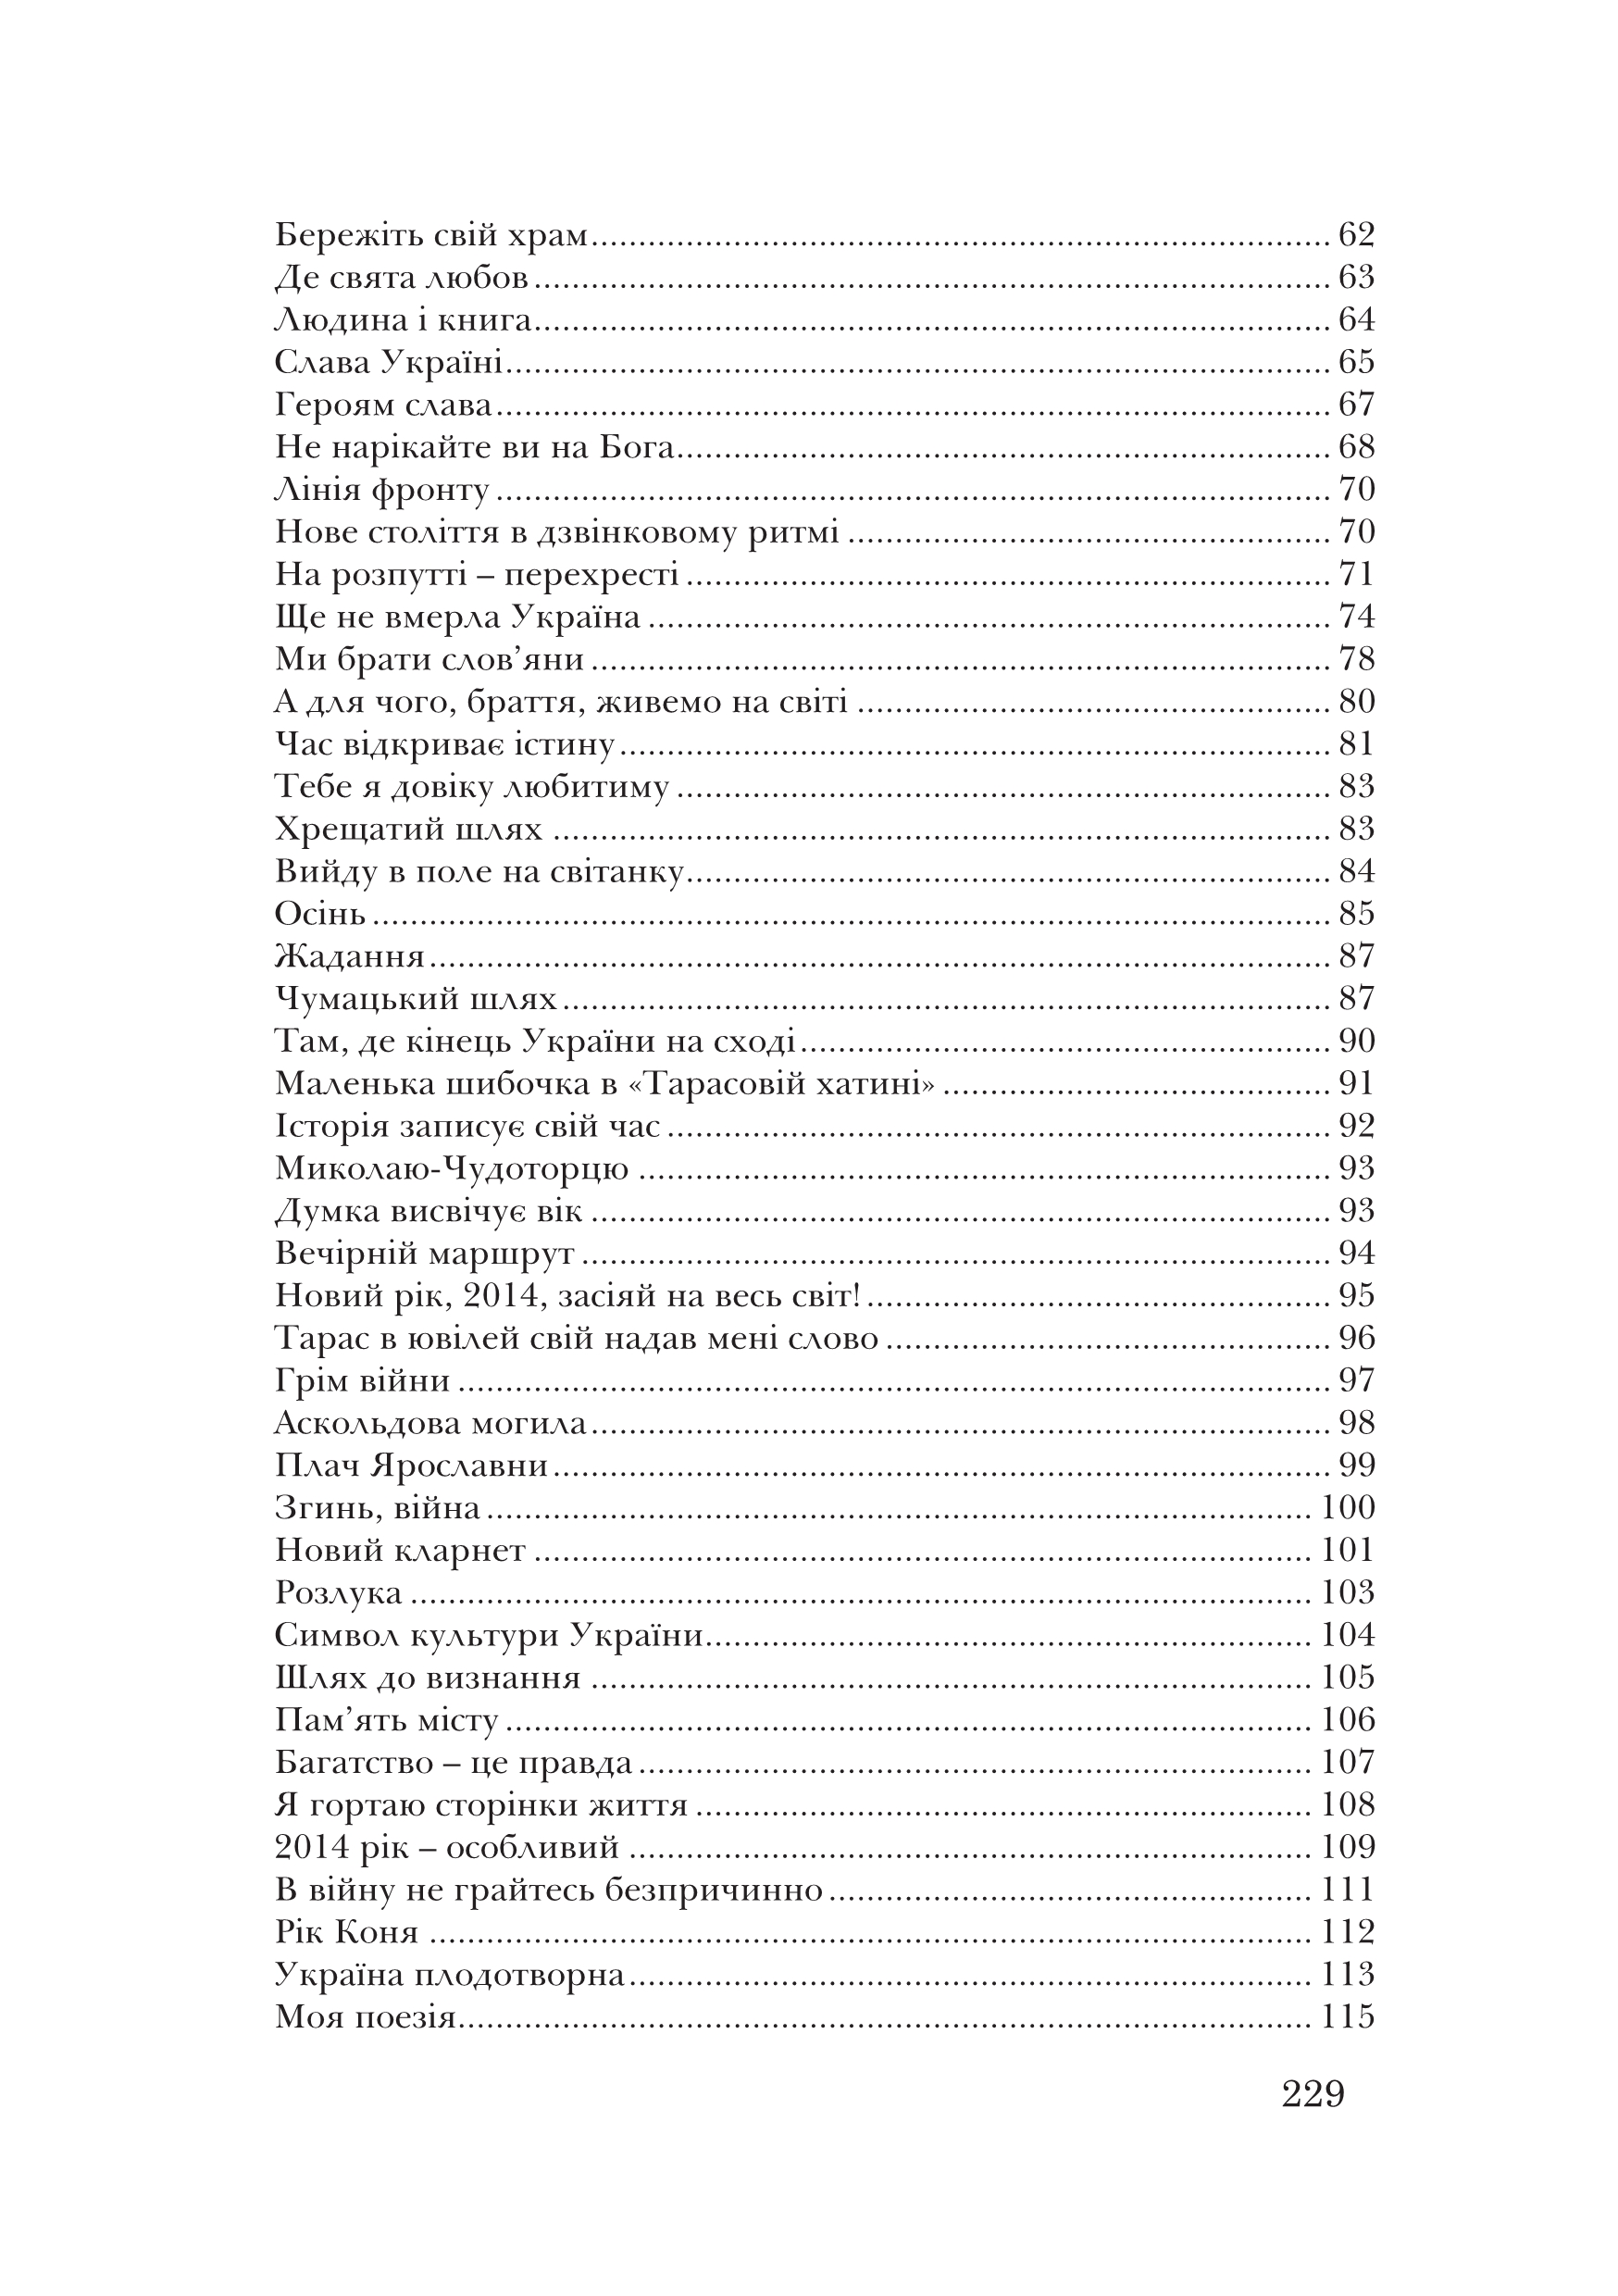 Бережіть свій храм.............................................................................. 62
Де свята любов.................................................................................... 63
Людина і книга.................................................................................... 64
Слава Україні....................................................................................... 65
Героям слава........................................................................................ 67
Не нарікайте ви на Бога..................................................................... 68
Лінія фронту........................................................................................ 70
Нове століття в дзвінковому ритмі................................................... 70
На розпутті – перехресті.................................................................... 71
Ще не вмерла Україна........................................................................ 74
Ми брати слов’яни.............................................................................. 78
А для чого, браття, живемо на світі.................................................. 80
Час відкриває істину........................................................................... 81
Тебе я довіку любитиму..................................................................... 83
Хрещатий шлях.................................................................................. 83
Вийду в поле на світанку.................................................................... 84
Осінь..................................................................................................... 85
Жадання............................................................................................... 87
Чумацький шлях................................................................................. 87
Там, де кінець України на сході........................................................ 90
Маленька шибочка в «Тарасовій хатині»......................................... 91
Історія записує свій час...................................................................... 92
Миколаю-Чудоторцю......................................................................... 93
Думка висвічує вік.............................................................................. 93
Вечірній маршрут............................................................................... 94
Новий рік, 2014, засіяй на весь світ!................................................. 95
Тарас в ювілей свій надав мені слово............................................... 96
Грім війни............................................................................................ 97
Аскольдова могила.............................................................................. 98
Плач Ярославни.................................................................................. 99
Згинь, війна....................................................................................... 100
Новий кларнет.................................................................................. 101
Розлука............................................................................................... 103
Символ культури України................................................................ 104
Шлях до визнання............................................................................ 105
Пам’ять місту..................................................................................... 106
Багатство – це правда....................................................................... 107
Я гортаю сторінки життя................................................................. 108
2014 рік – особливий........................................................................ 109
В війну не грайтесь безпричинно................................................... 111
Рік Коня............................................................................................. 112
Україна плодотворна........................................................................ 113
Моя поезія.......................................................................................... 115
229